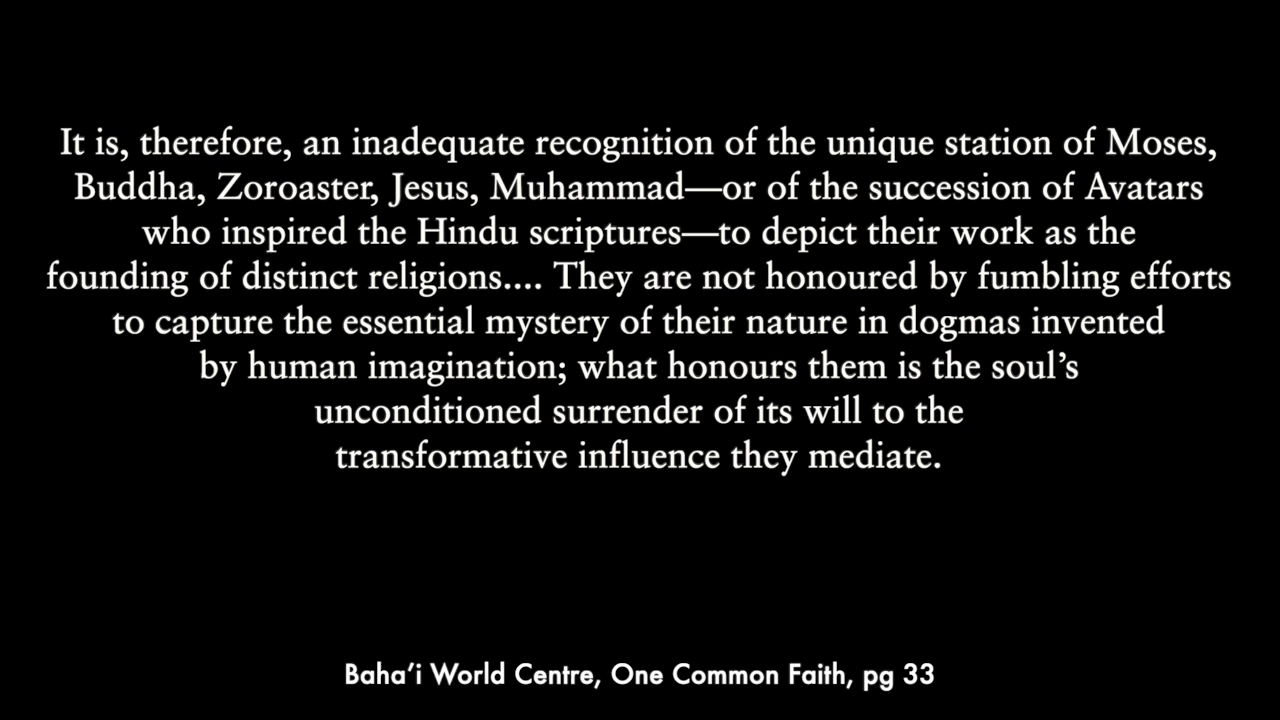 It is, therefore, an inadequate recognition of the unique station of Moses,
Buddha, Zoroaster, Jesus, Muhammad—or of the succession of Avatars
who inspired the Hindu scriptures—to depict their work as the
founding of distinct religions.... They are not honoured by fumbling efforts
to capture the essential mystery of their nature in dogmas invented
by human imagination; what honours them is the soul’s
unconditioned surrender of its will to the
transformative influence they mediate.
Baha’i World Centre, One Common Faith, pg 33